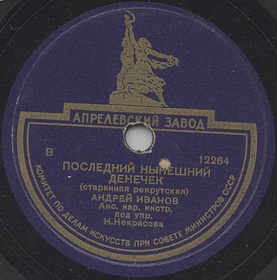 АПРЕЛЕВСКИЙ ЗАВОД
В 12264
ПОСЛЕДНИЙ НЫНЕШНИЙ
ДЕНЕЧЕК
(старинная рекрутская)
АНДРЕЙ ИВАНОВ
Анс. нар. инстр.
под упр.
Н. Некрасова
КОМИТЕТ ПО ДЕЛАМ ИСКУССТВ ПРИ СОВЕТЕ МИНИСТРОВ СССР